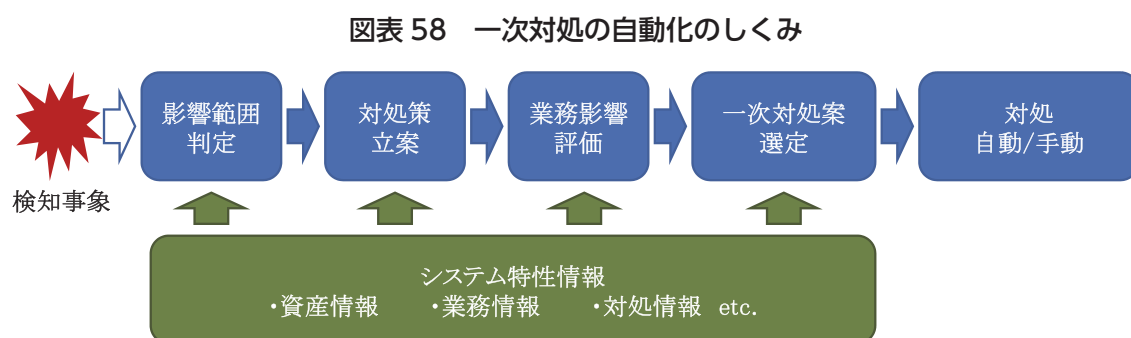 図表 58　一次対処の自動化のしくみ
検知事象
影響範囲
判定
対処策
立案
業務影響
評価
一次対処案
選定
対処
自動/手動
システム特性情報
・資産情報　・業務情報　・対処情報 etc.